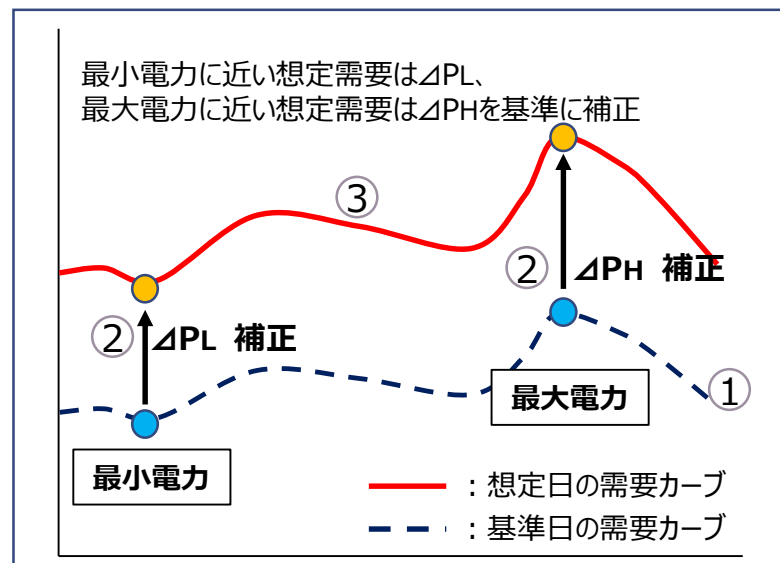 最小電力に近い想定需要は⊿PL、
最大電力に近い想定需要は⊿PHを基準に補正
③
②
⊿PH 補正
②
⊿PL 補正
最大電力
①
最小電力
：想定日の需要カーブ
：基準日の需要カーブ